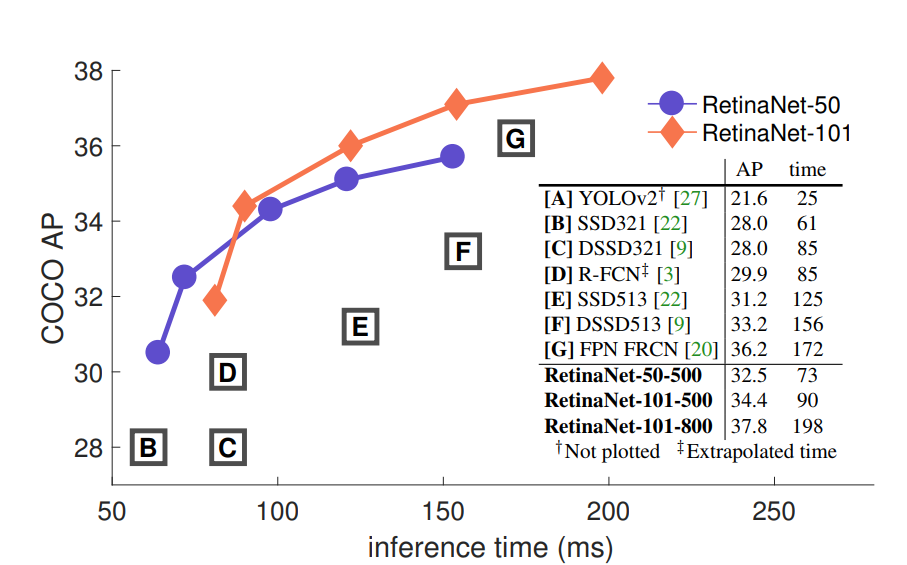 38
36
34
32
30
28
COCO AP
50 100 150 200 250
inference time (ms)
B
C
D
E
F
G
RetinaNet-50
RetinaNet-101
AP time
[A] YOLOv2† [27] 21.6 25
[B] SSD321 [22] 28.0 61
[C] DSSD321 [9] 28.0 85
[D] R-FCN‡ [3] 29.9 85
[E] SSD513 [22] 31.2 125
[F] DSSD513 [9] 33.2 156
[G] FPN FRCN [20] 36.2 172
RetinaNet-50-500 32.5 73
RetinaNet-101-500 34.4 90
RetinaNet-101-800 37.8 198
†Not plotted ‡Extrapolated time